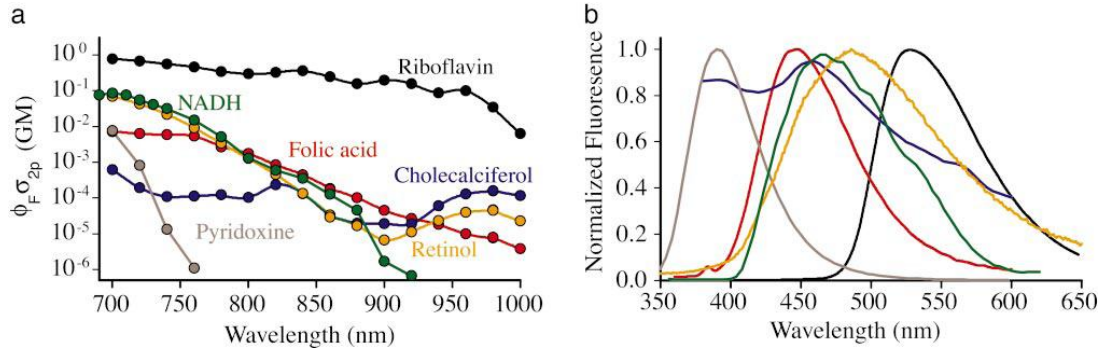 a
ϕFσ2p (GM)
10^0
10^-1
10^-2
10^-3
10^-4
10^-5
10^-6
Riboflavin
NADH
Folic acid
Cholecalciferol
Pyridoxine
Retinol
700 750 800 850 900 950 1000
Wavelength (nm)
b
Normalized Fluoresence
1.0
0.8
0.6
0.4
0.2
0.0
350 400 450 500 550 600 650
Wavelength (nm)